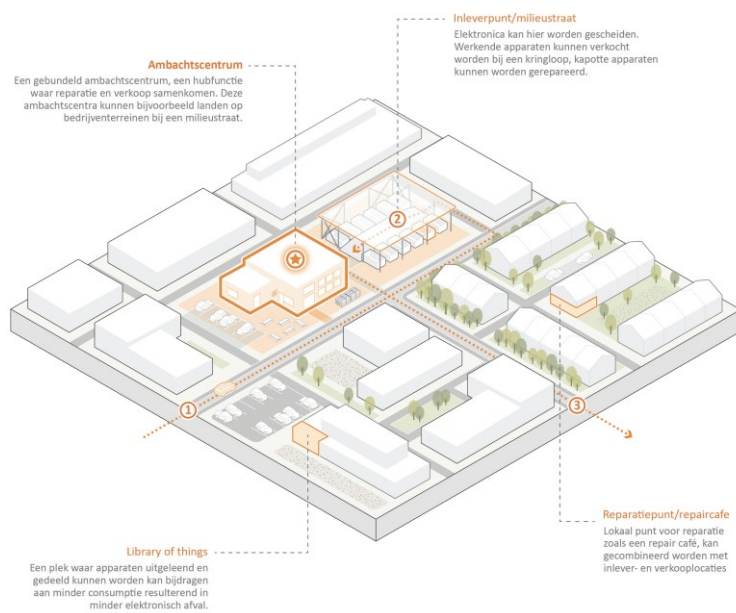 Inleverpunt/milieustraat
Elektronica kan hier worden gescheiden.
Werkende apparaten kunnen verkocht
worden bij een kringloop, kapotte apparaten
kunnen worden gerepareerd.
Ambachtscentrum
Een gebundeld ambachtscentrum, een hubfunctie
waar reparatie en verkoop samenkomen. Deze
ambachtscentra kunnen bijvoorbeeld landen op
bedrijventerreinen bij een milieustraat.
2
1
3
Reparatiepunt/repaircafe
Lokaal punt voor reparatie
zoals een repair café, kan
gecombineerd worden met
inlever- en verkooplocaties
Library of things
Een plek waar apparaten uitgeleend en
gedeeld kunnen worden kan bijdragen
aan minder consumptie resulterend in
minder elektronisch afval.